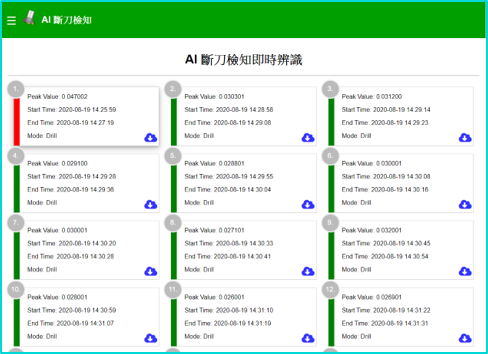 AI 斷刀檢知
AI 斷刀檢知即時辨識
1.
Peak Value: 0.047002
Start Time: 2020-08-19 14:25:59
End Time: 2020-08-19 14:27:19
Mode: Drill
2.
Peak Value: 0.030301
Start Time: 2020-08-19 14:28:56
End Time: 2020-08-19 14:29:08
Mode: Drill
3.
Peak Value: 0.031200
Start Time: 2020-08-19 14:29:14
End Time: 2020-08-19 14:29:23
Mode: Drill
4.
Peak Value: 0.029100
Start Time: 2020-08-19 14:29:28
End Time: 2020-08-19 14:29:36
Mode: Drill
5.
Peak Value: 0.028801
Start Time: 2020-08-19 14:29:55
End Time: 2020-08-19 14:30:04
Mode: Drill
6.
Peak Value: 0.030001
Start Time: 2020-08-19 14:30:08
End Time: 2020-08-19 14:30:16
Mode: Drill
7.
Peak Value: 0.030001
Start Time: 2020-08-19 14:30:20
End Time: 2020-08-19 14:30:28
Mode: Drill
8.
Peak Value: 0.027101
Start Time: 2020-08-19 14:30:33
End Time: 2020-08-19 14:30:41
Mode: Drill
9.
Peak Value: 0.032001
Start Time: 2020-08-19 14:30:45
End Time: 2020-08-19 14:30:54
Mode: Drill
10.
Peak Value: 0.028001
Start Time: 2020-08-19 14:30:59
End Time: 2020-08-19 14:31:07
Mode: Drill
11.
Peak Value: 0.026001
Start Time: 2020-08-19 14:31:10
End Time: 2020-08-19 14:31:19
Mode: Drill
12.
Peak Value: 0.026901
Start Time: 2020-08-19 14:31:22
End Time: 2020-08-19 14:31:31
Mode: Drill